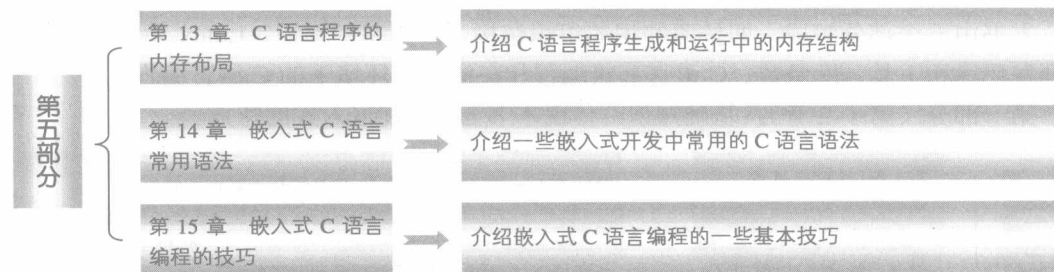 第五部分
第 13 章 C 语言程序的
内存布局
介绍 C 语言程序生成和运行中的内存结构
第 14 章 嵌入式 C 语言
常用语法
介绍一些嵌入式开发中常用的 C 语言语法
第 15 章 嵌入式 C 语言
编程的技巧
介绍嵌入式 C 语言编程的一些基本技巧